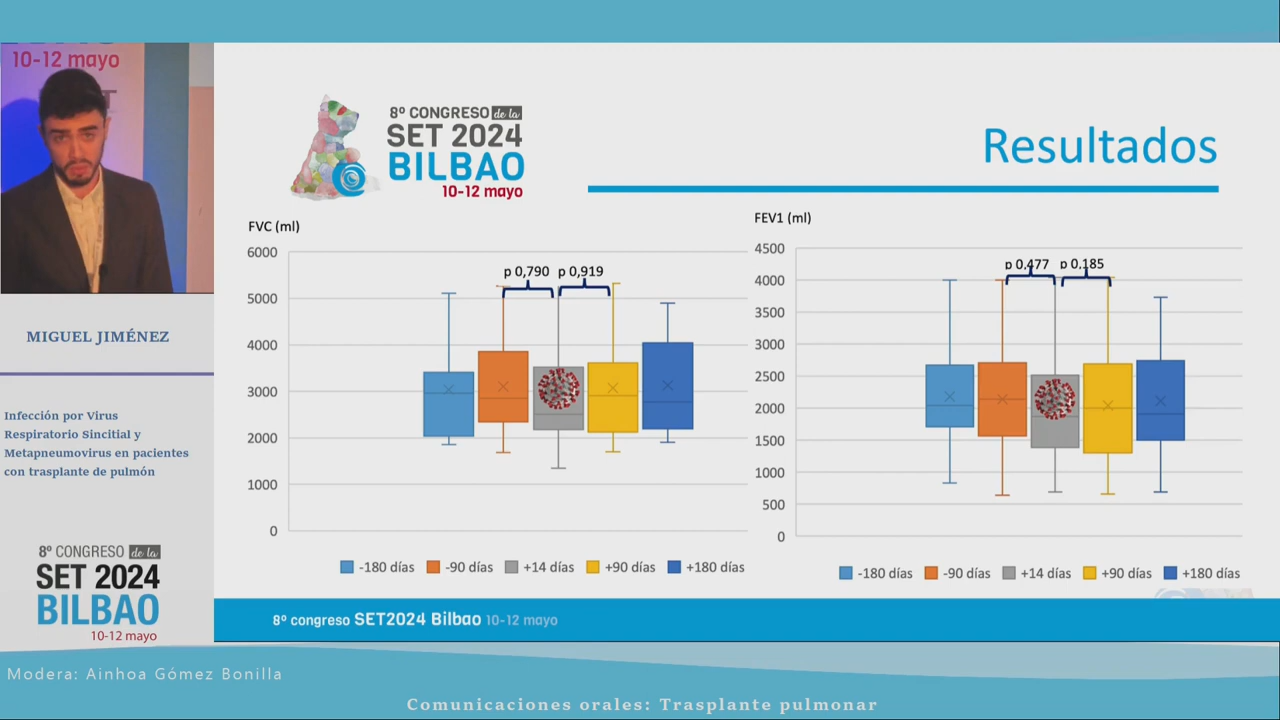 10-12 mayo
MIGUEL JIMÉNEZ
Infección por Virus
Respiratorio Sincitial y
Metapneumovirus en pacientes
con trasplante de pulmón
8º CONGRESO de la
SET 2024
BILBAO
10-12 mayo
8º CONGRESO de la
SET 2024
BILBAO
10-12 mayo
Resultados
FVC (ml)
6000
5000
4000
3000
2000
1000
0
p 0,790 p 0,919
-180 días -90 días +14 días +90 días +180 días
FEV1 (ml)
4500
4000
3500
3000
2500
2000
1500
1000
500
0
p 0,477 p 0,185
-180 días -90 días +14 días +90 días +180 días
8º congreso SET2024 Bilbao 10-12 mayo
Modera: Ainhoa Gómez Bonilla
Comunicaciones orales: Trasplante pulmonar